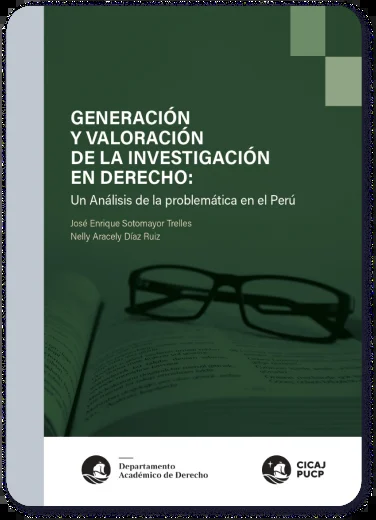 GENERACIÓN
Y VALORACIÓN
DE LA INVESTIGACIÓN
EN DERECHO:
Un Análisis de la problemática en el Perú
José Enrique Sotomayor Trelles
Nelly Aracely Díaz Ruiz
Departamento
Académico de Derecho
CICAJ
PUCP